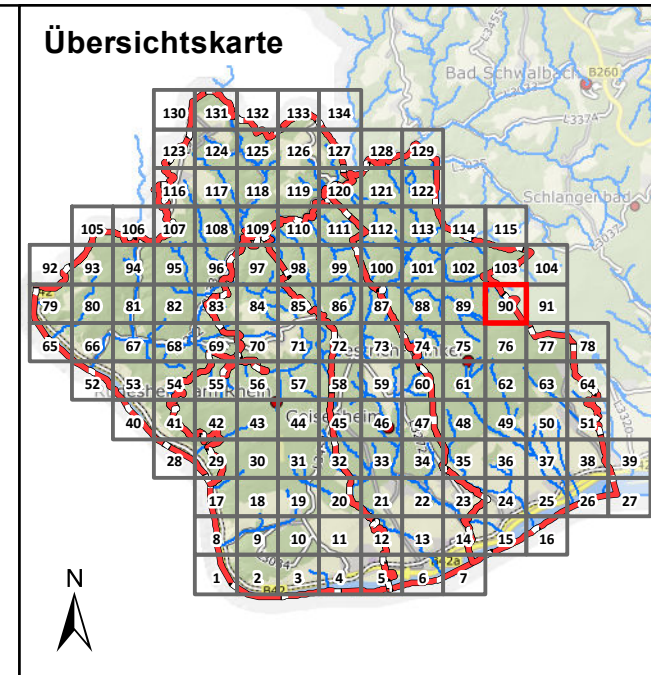 Übersichtskarte
Bad Schwalbach
B260
L3455
L3374
L3035
Schlangenbad
L3037
130 131 132 133 134
123 124 125 126 127 128 129
116 117 118 119 120 121 122
105 106 107 108 109 110 111 112 113 114 115
92 93 94 95 96 97 98 99 100 101 102 103 104
79 80 81 82 83 84 85 86 87 88 89 90 91
65 66 67 68 69 70 71 72 73 74 75 76 77 78
52 53 54 55 56 57 58 59 60 61 62 63 64
Geisenheim
L3320
40 41 42 43 44 45 46 47 48 49 50 51
28 29 30 31 32 33 34 35 36 37 38 39
17 18 19 20 21 22 23 24 25 26 27
8 9 10 11 12 13 14 15 16
L3034
1 2 3 4 5 6 7
B42
B42a
N